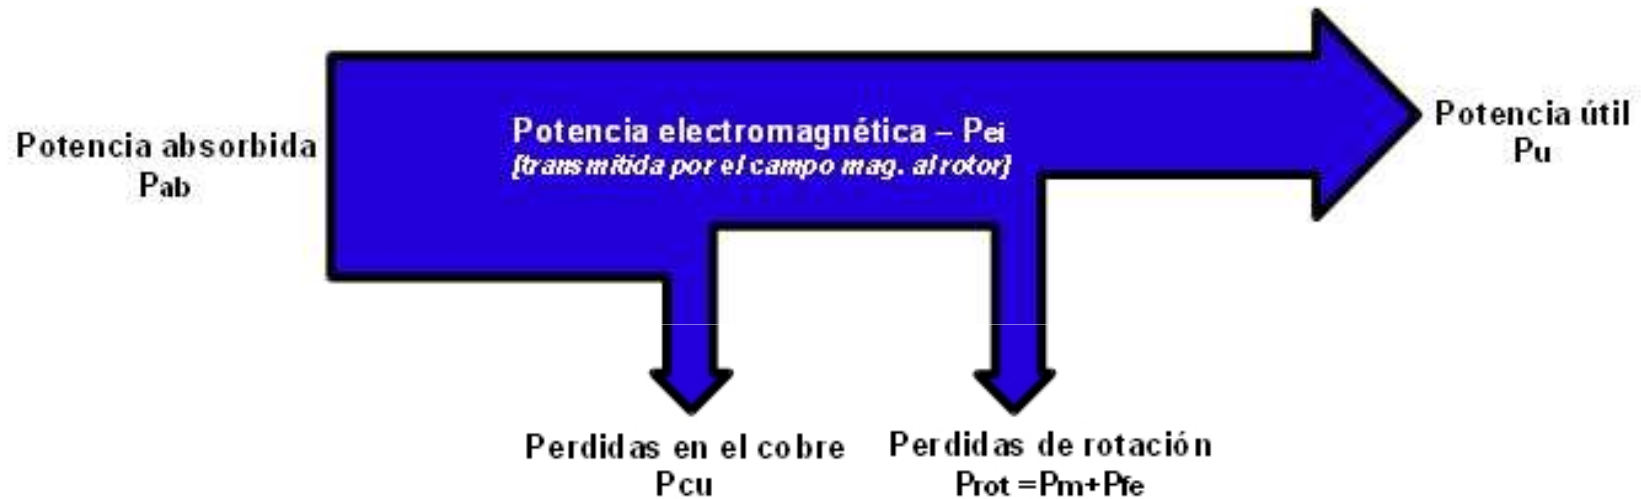 Potencia absorbida
Pab
Potencia electromagnética – Pei
[transmitida por el campo mag. al rotor]
Potencia útil
Pu
Perdidas en el cobre
Pcu
Perdidas de rotación
Prot =Pm+Pfe